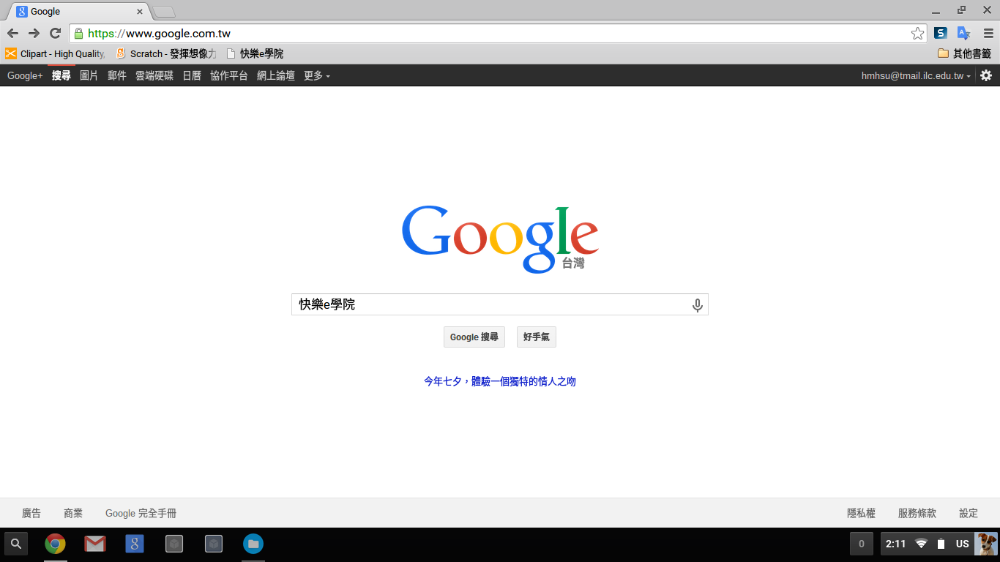 Google
https://www.google.com.tw
Clipart - High Quality,
Scratch - 發揮想像力
快樂e學院
其他書籤
Google+ 搜尋 圖片 郵件 雲端硬碟 日曆 協作平台 網上論壇 更多
hmhsu@tmail.ilc.edu.tw
Google
台灣
快樂e學院
Google 搜尋
好手氣
今年七夕，體驗一個獨特的情人之吻
廣告 商業 Google 完全手冊
隱私權 服務條款 設定
0
2:11
US